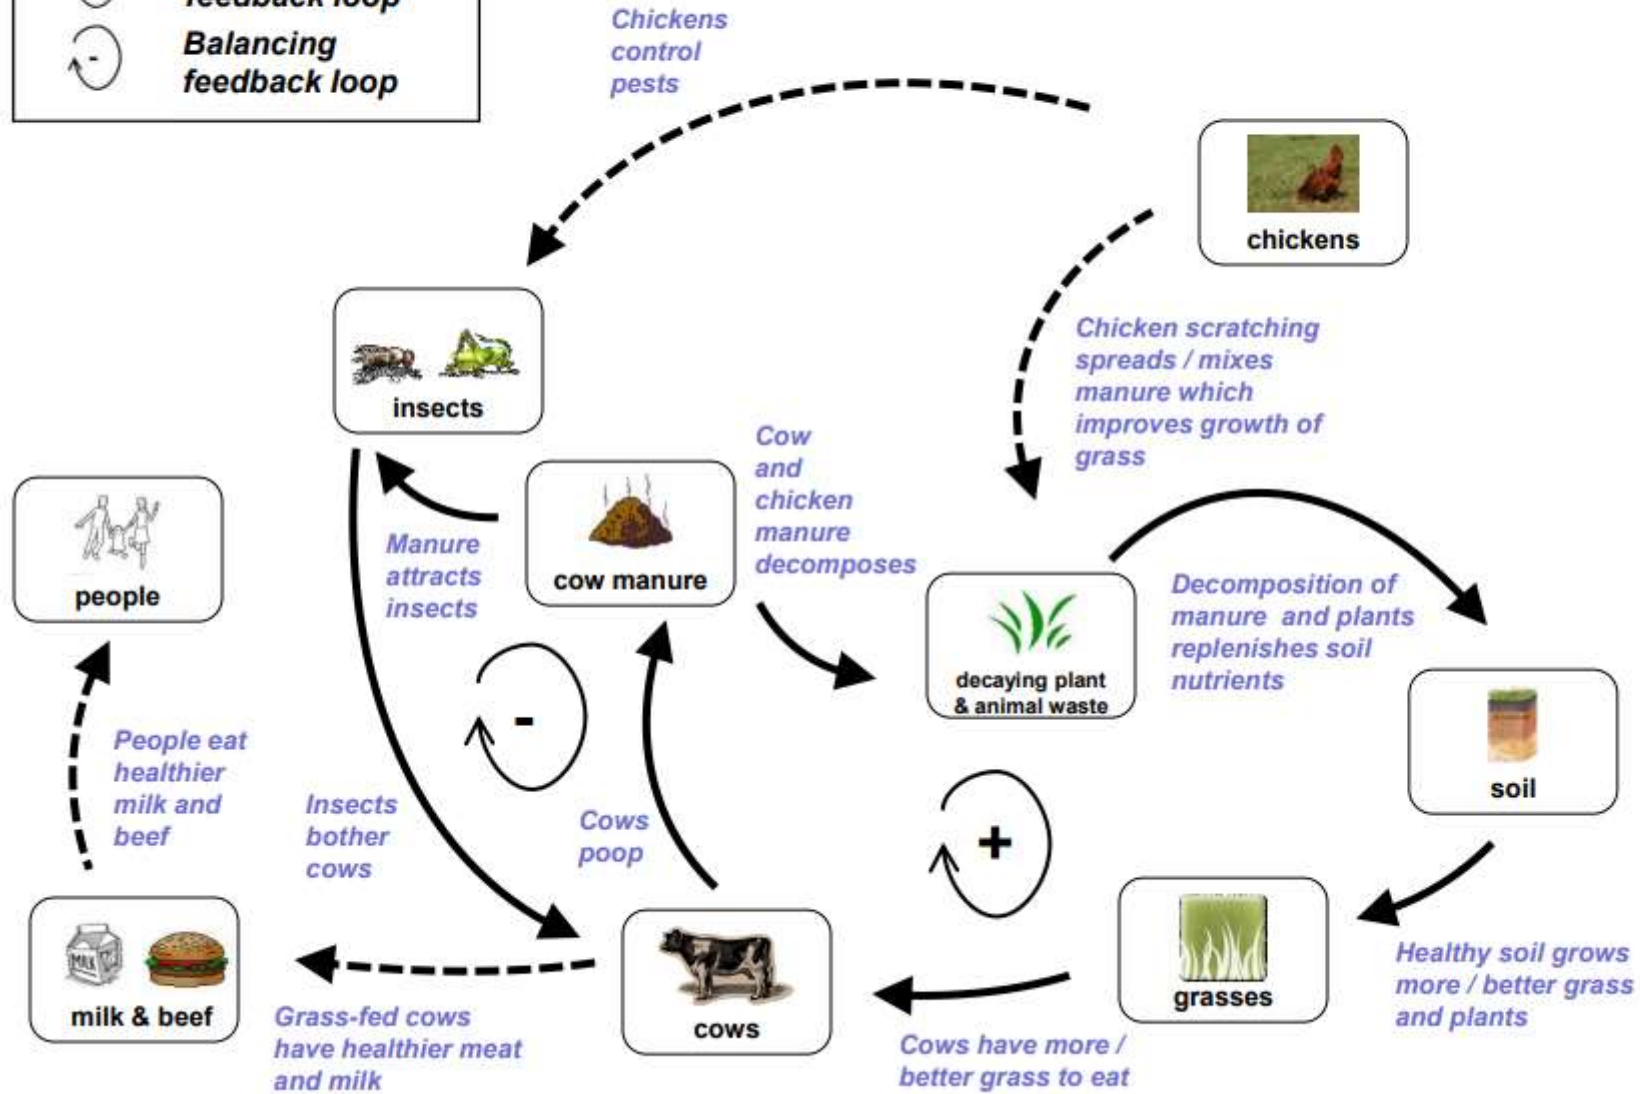 feedback loop
-
Balancing
feedback loop
Chickens
control
pests
chickens
insects
Chicken scratching
spreads / mixes
manure which
improves growth of
grass
Cow
and
chicken
manure
decomposes
cow manure
Manure
attracts
insects
people
decaying plant
& animal waste
Decomposition of
manure and plants
replenishes soil
nutrients
soil
-
+
People eat
healthier
milk and
beef
Insects
bother
cows
Cows
poop
MILK
milk & beef
Grass-fed cows
have healthier meat
and milk
cows
grasses
Cows have more /
better grass to eat
Healthy soil grows
more / better grass
and plants